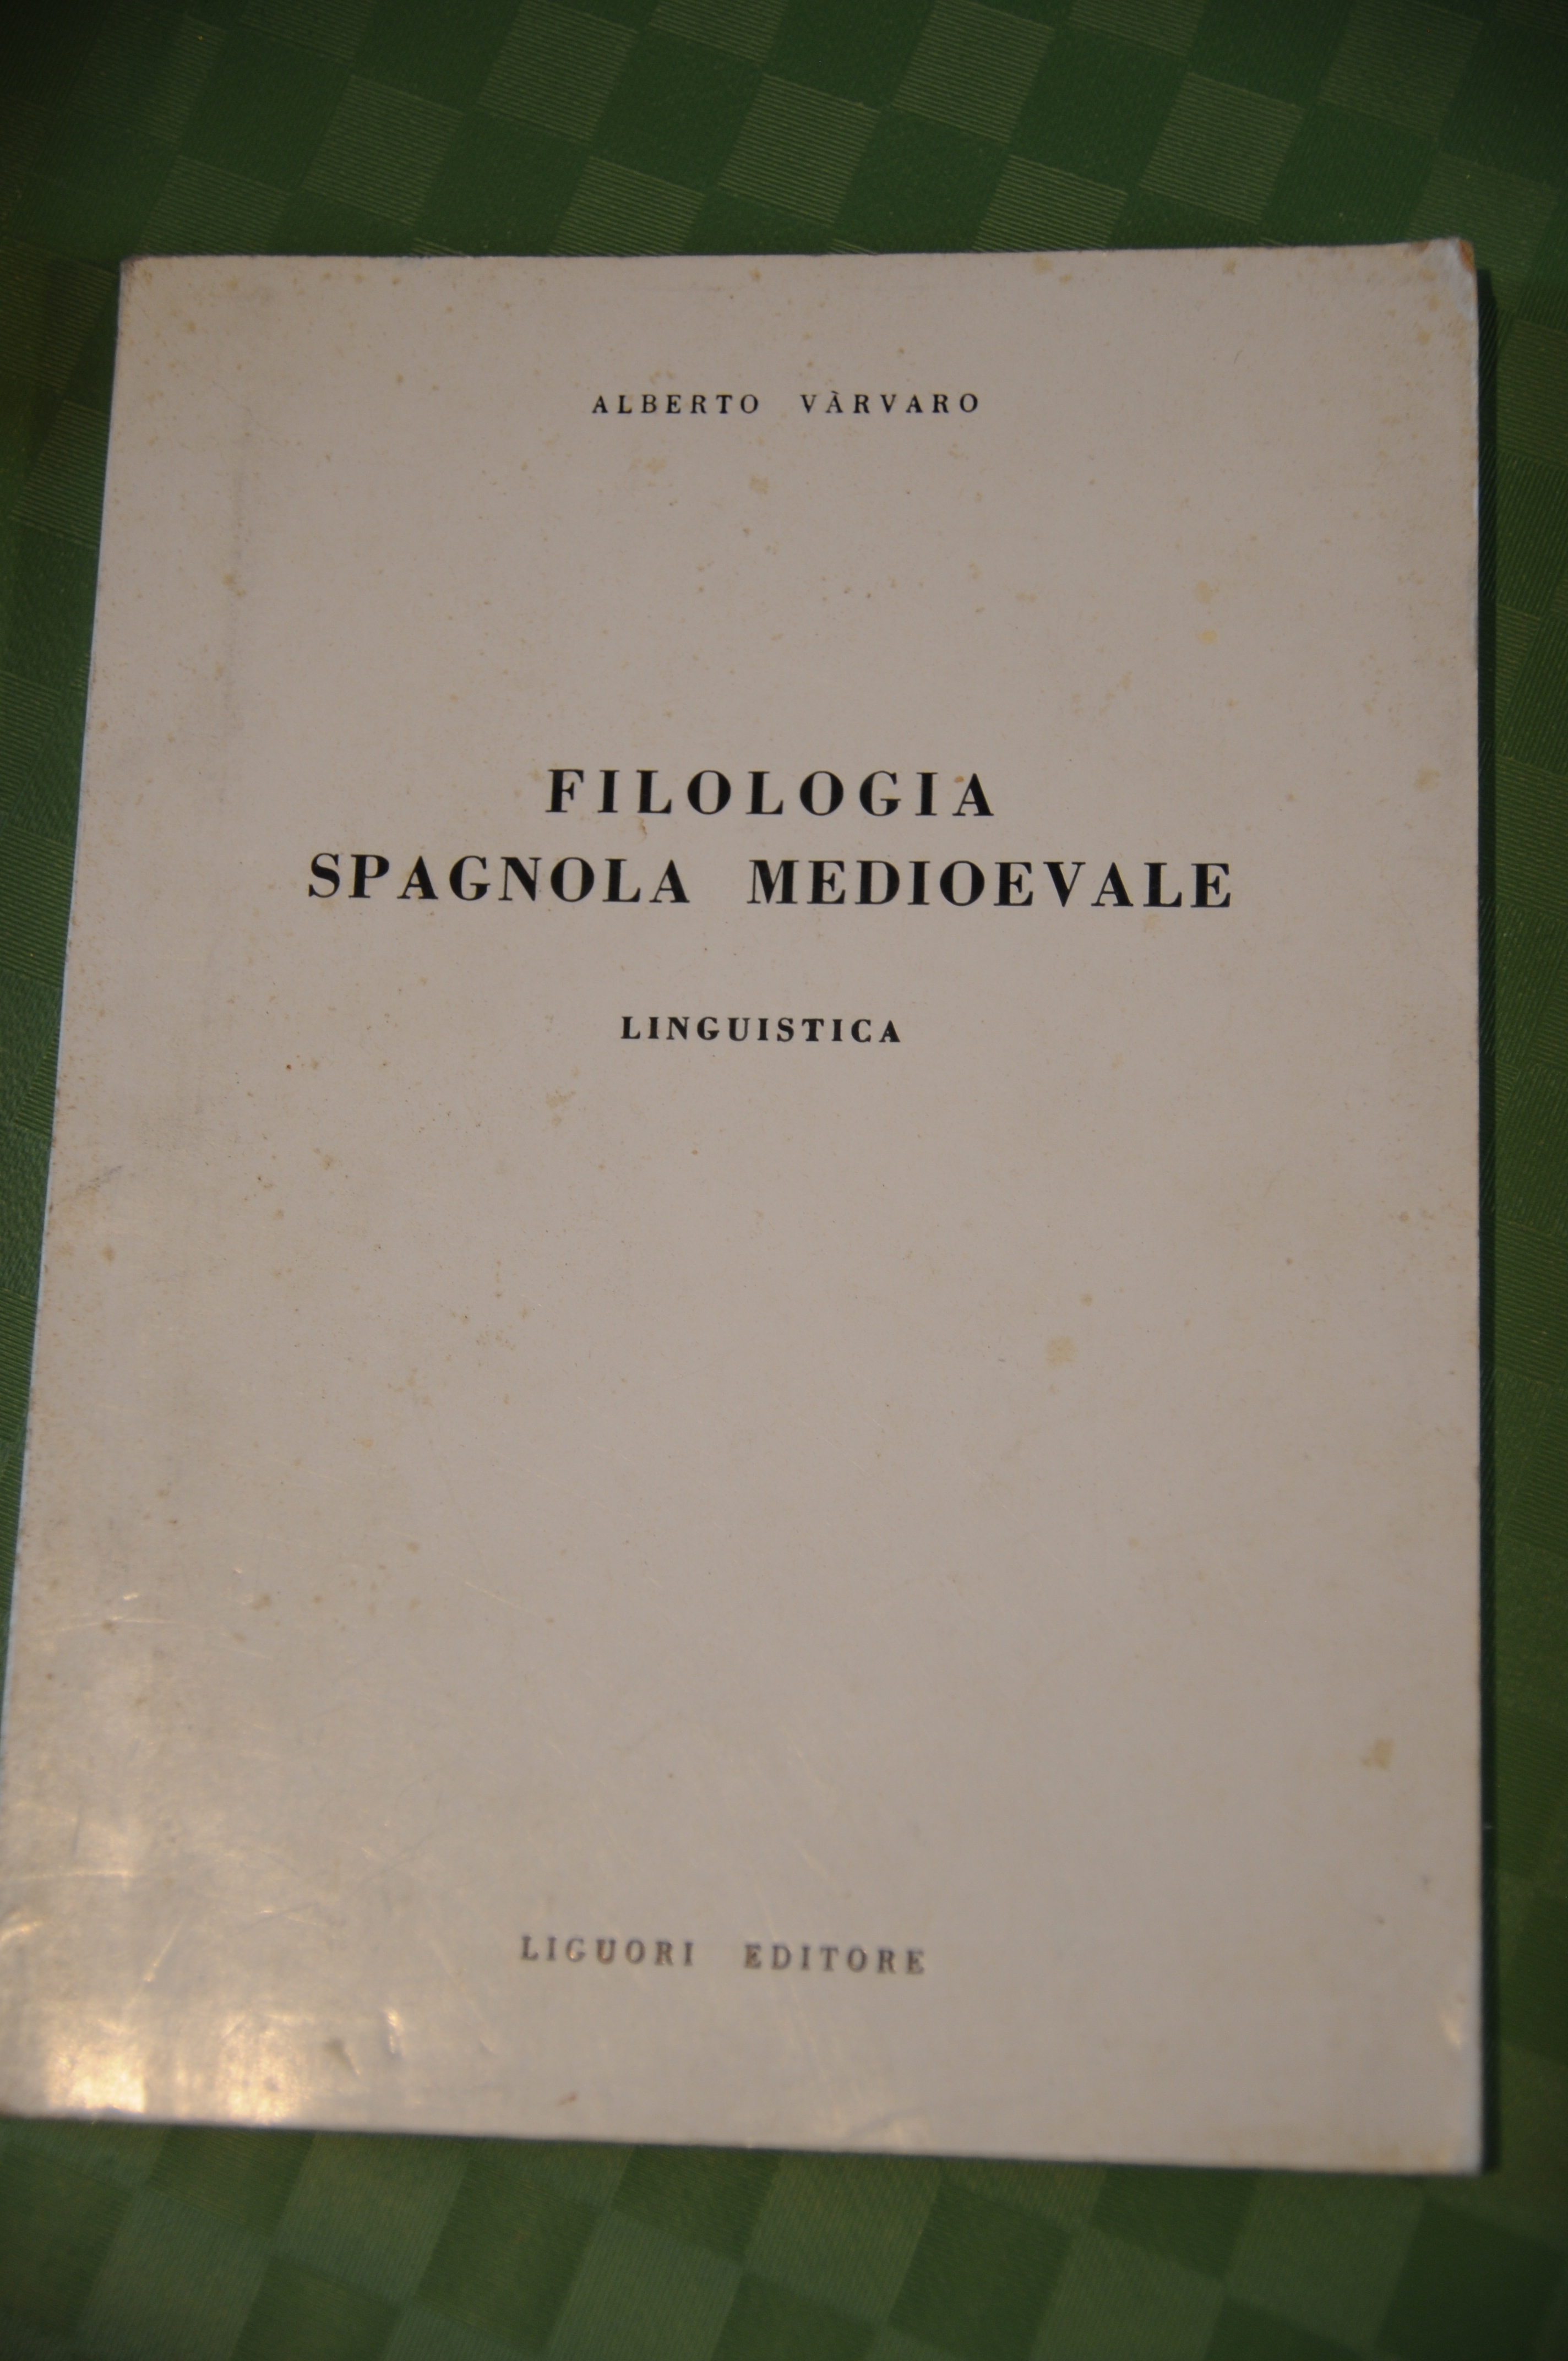 ALBERTO VÀRVARO
FILOLOGIA
SPAGNOLA MEDIOEVALE
LINGUISTICA
LIGUORI EDITORE